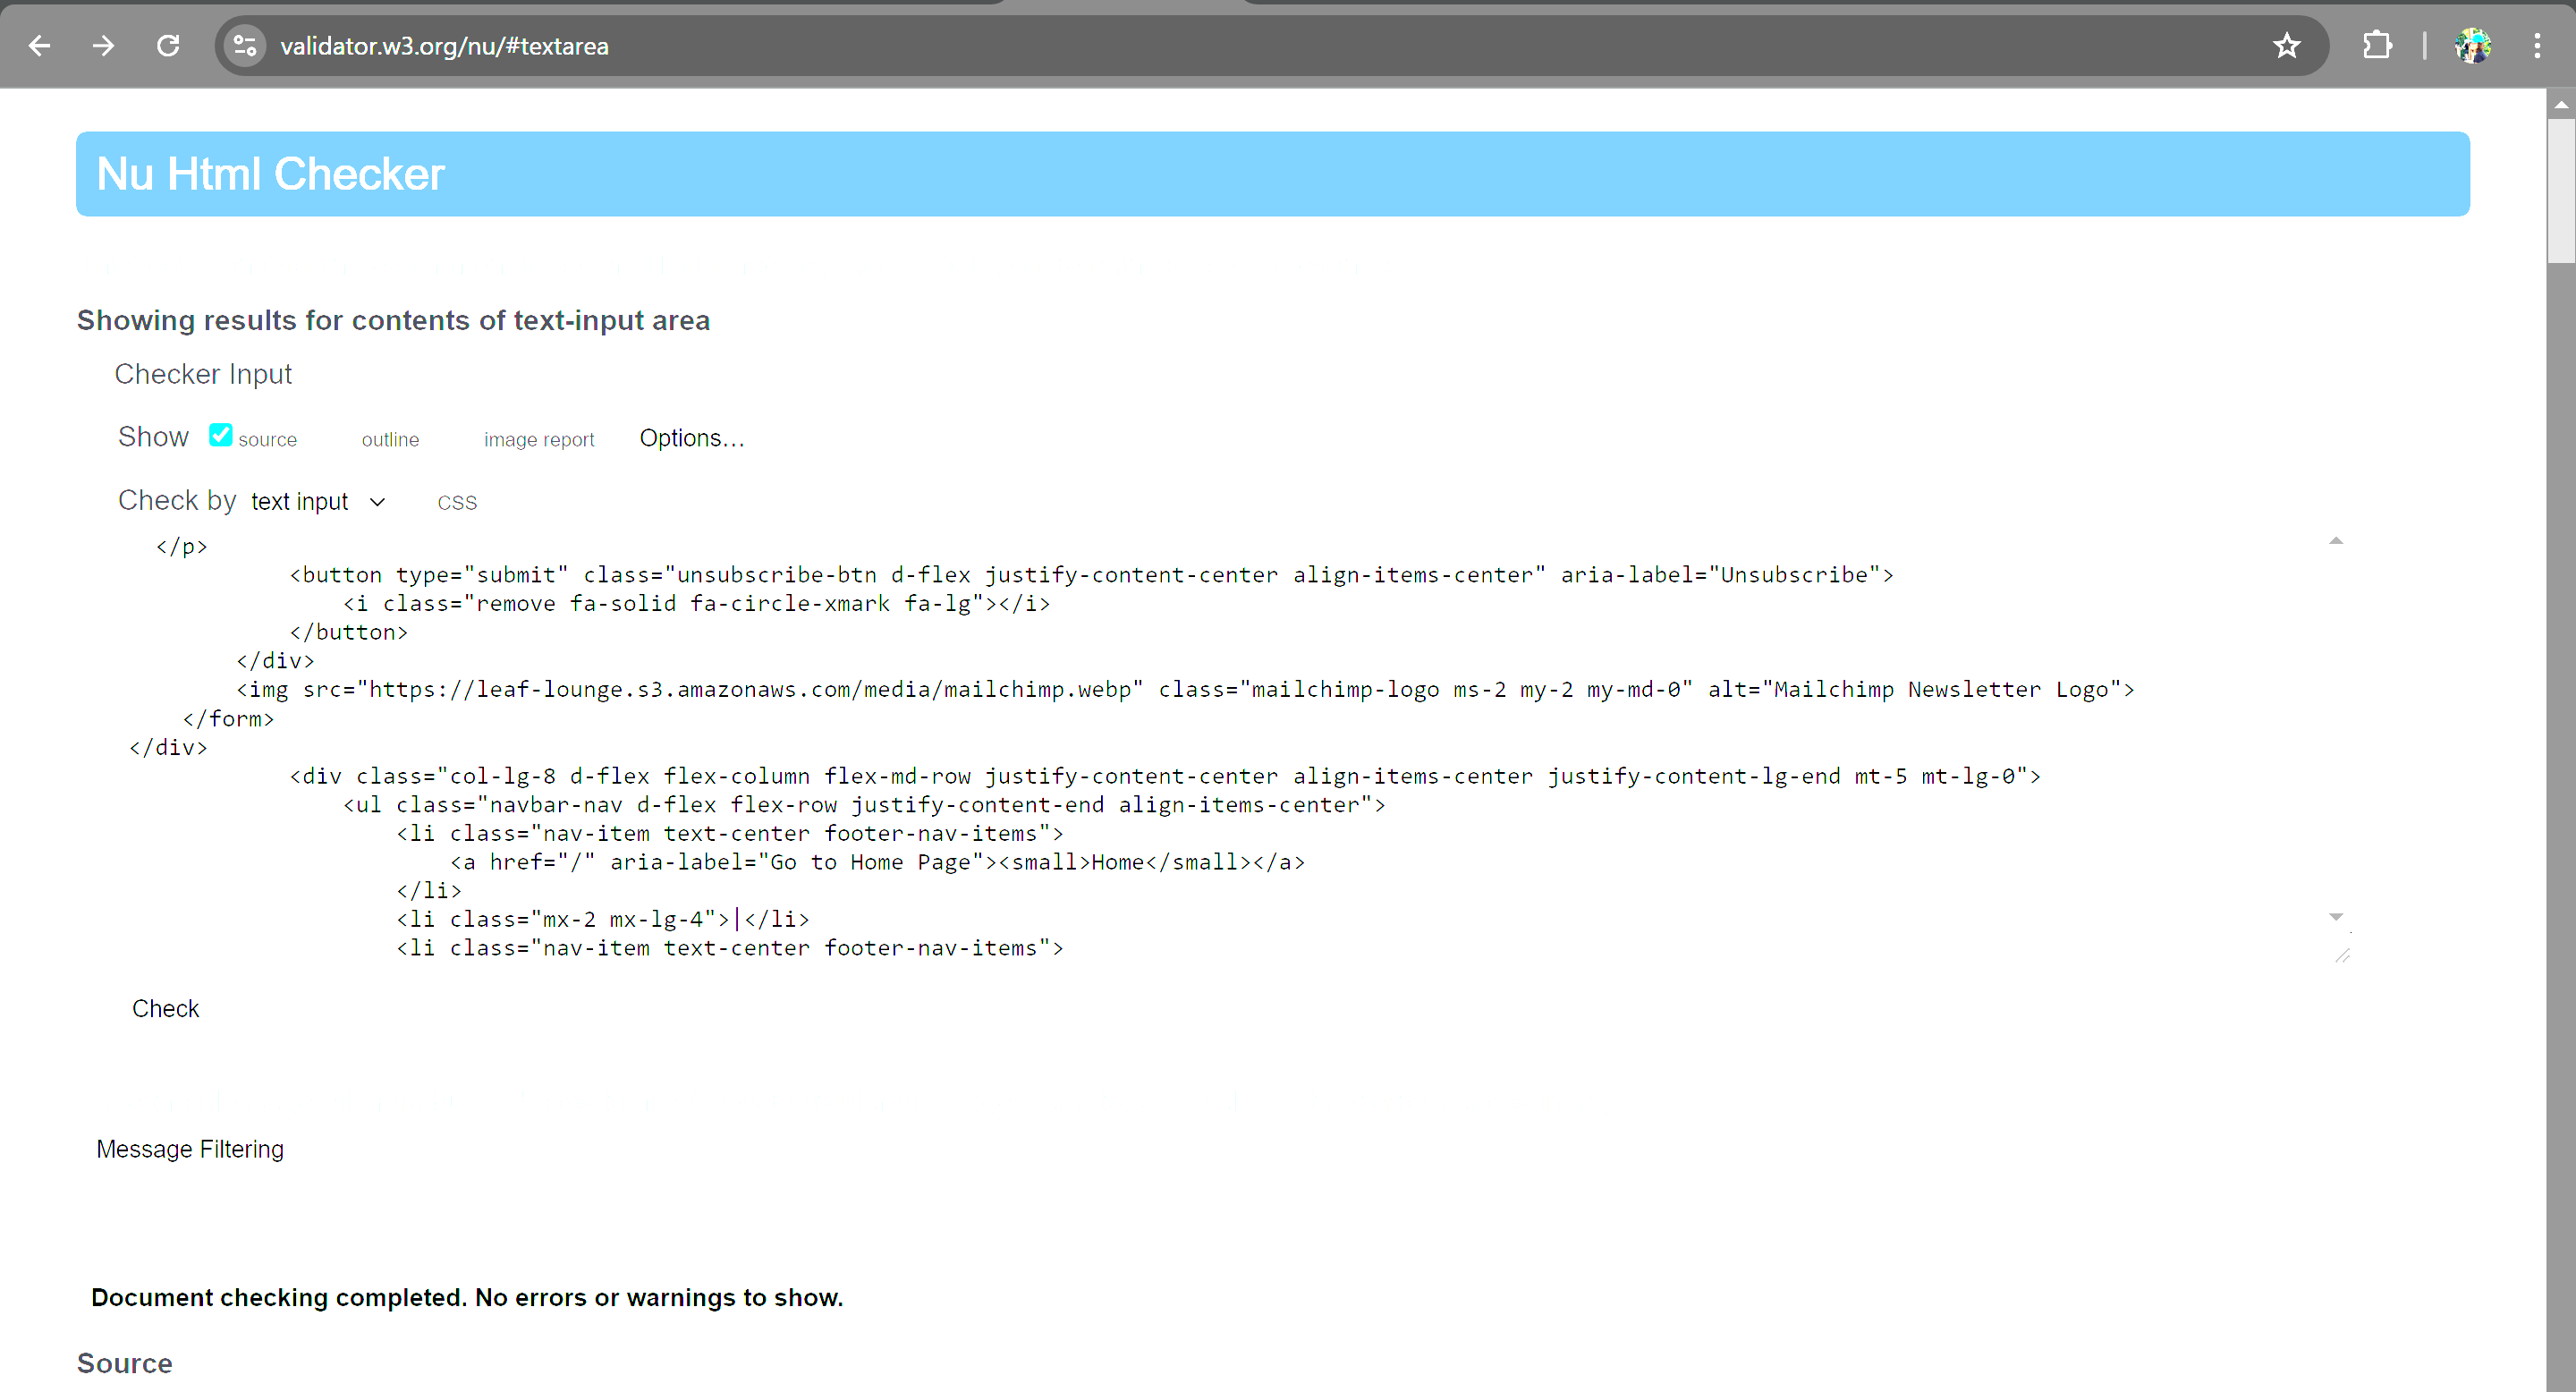 validator.w3.org/nu/#textarea
Nu Html Checker
Showing results for contents of text-input area
Checker Input
Show source outline image report Options...
Check by text input CSS
</p>
<button type="submit" class="unsubscribe-btn d-flex justify-content-center align-items-center" aria-label="Unsubscribe">
<i class="remove fa-solid fa-circle-xmark fa-lg"></i>
</button>
</div>
<img src="https://leaf-lounge.s3.amazonaws.com/media/mailchimp.webp" class="mailchimp-logo ms-2 my-2 my-md-0" alt="Mailchimp Newsletter Logo">
</form>
</div>
<div class="col-lg-8 d-flex flex-column flex-md-row justify-content-center align-items-center justify-content-lg-end mt-5 mt-lg-0">
<ul class="navbar-nav d-flex flex-row justify-content-end align-items-center">
<li class="nav-item text-center footer-nav-items">
<a href="/" aria-label="Go to Home Page"><small>Home</small></a>
</li>
<li class="mx-2 mx-lg-4">|</li>
<li class="nav-item text-center footer-nav-items">
Check
Message Filtering
Document checking completed. No errors or warnings to show.
Source